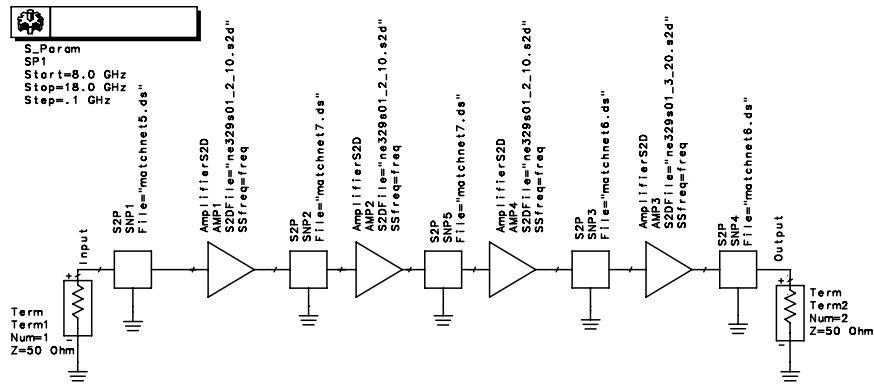 S_Param
SP1
Start=8.0 GHz
Stop=18.0 GHz
Step=.1 GHz
Input
S2P
SNP1
File="matchnet5.ds"
AmplifierS2D
AMP1
S2DFile="ne329s01_2_10.s2d"
SSfreq=freq
S2P
SNP2
File="matchnet7.ds"
AmplifierS2D
AMP2
S2DFile="ne329s01_2_10.s2d"
SSfreq=freq
S2P
SNP5
File="matchnet7.ds"
AmplifierS2D
AMP4
S2DFile="ne329s01_2_10.s2d"
SSfreq=freq
S2P
SNP3
File="matchnet6.ds"
AmplifierS2D
AMP3
S2DFile="ne329s01_3_20.s2d"
SSfreq=freq
S2P
SNP4
File="matchnet6.ds"
Output
+
-
Term
Term1
Num=1
Z=50 Ohm
+
-
Term
Term2
Num=2
Z=50 Ohm